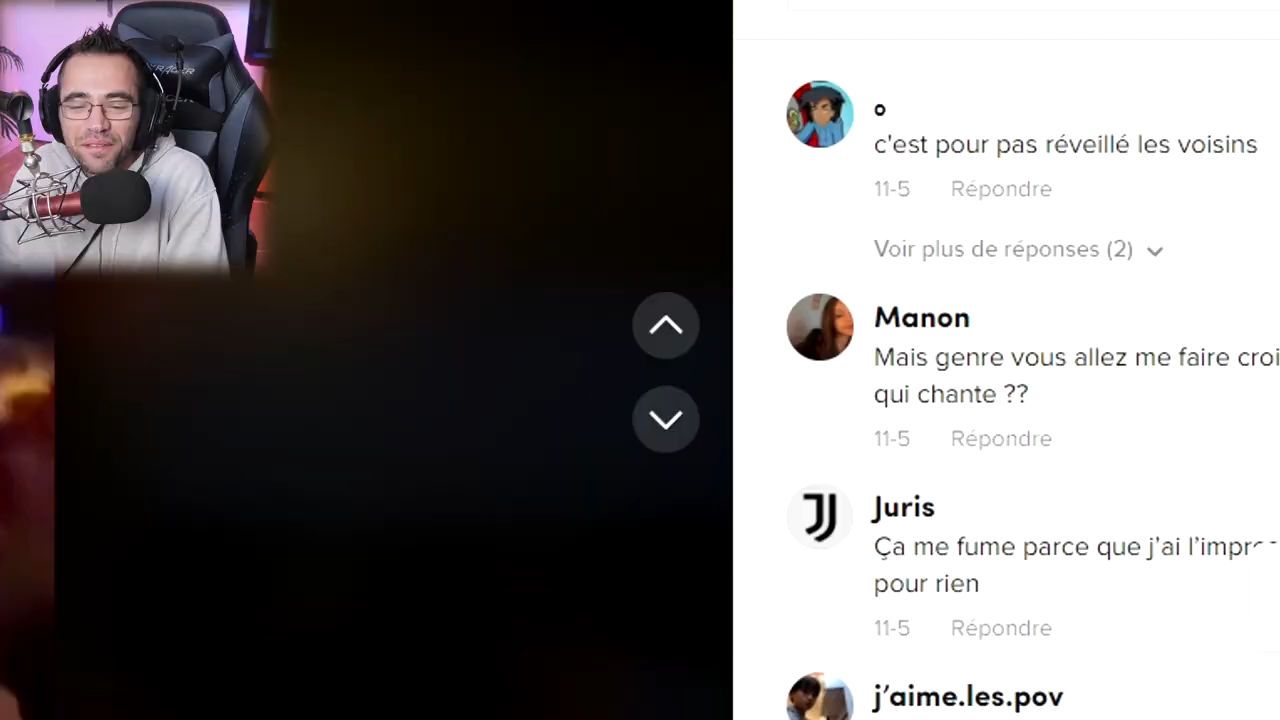 o
c'est pour pas réveillé les voisins
11-5 Répondre
Voir plus de réponses (2)
Manon
Mais genre vous allez me faire
qui chante ??
11-5 Répondre
Juris
Ça me fume parce que j'ai
pour rien
11-5 Répondre
j'aime.les.pov